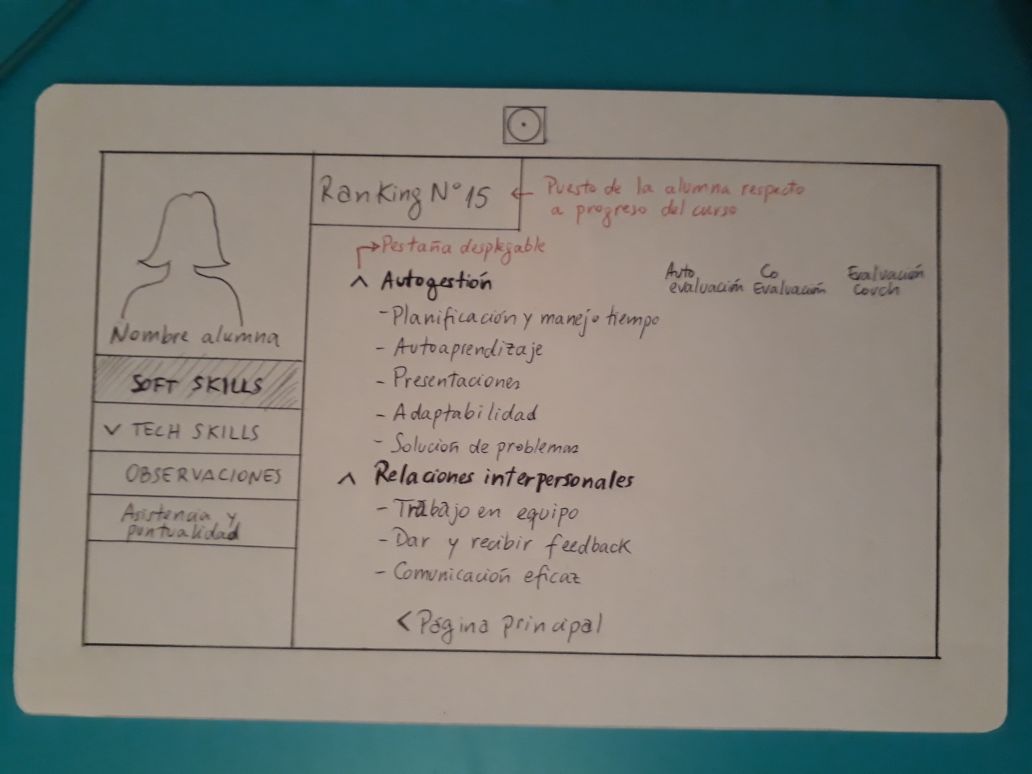 Ranking N° 15
← Puesto de la alumna respecto
a progreso del curso
Nombre alumna
SOFT SKILLS
TECH SKILLS
OBSERVACIONES
Asistencia y
puntualidad
Pestaña desplegable
Autogestión
Auto
evaluación
Co
Evaluación
Evaluación
Couch
- Planificación y manejo tiempo
- Autoaprendizaje
- Presentaciones
- Adaptabilidad
- Solución de problemas
Relaciones interpersonales
- Trabajo en equipo
- Dar y recibir feedback
- Comunicación eficaz
< Página principal